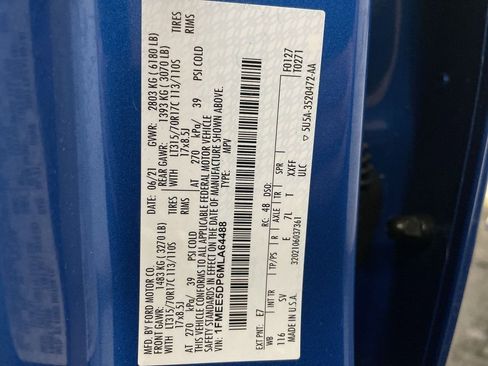 MFD. BY FORD MOTOR CO.
DATE: 06/21 GVWR: 2803 KG ( 6180 LB)
FRONT GAWR: 1483 KG (3270 LB) REAR GAWR: 1393 KG ( 3070 LB)
WITH LT315/70R17C 113/110S TIRES
17x8.5J RIMS
AT 270 kPa/ 39 PSI COLD
WITH LT315/70R17C 113/110S TIRES
17x8.5J RIMS
AT 270 kPa/ 39 PSI COLD
THIS VEHICLE CONFORMS TO ALL APPLICABLE FEDERAL MOTOR VEHICLE
SAFETY STANDARDS IN EFFECT ON THE DATE OF MANUFACTURE SHOWN ABOVE.
VIN: 1FMEE5DP6MLA64488
TYPE: MPV
F0127
T0271
EXT PNT: E7 RC: 48 DSO:
WB INT TR TP/PS R AXLE TR SPR
116 SV E 7L T XXFF
ULC
3202106037361
5USA-3520472-AA
MADE IN U.S.A.